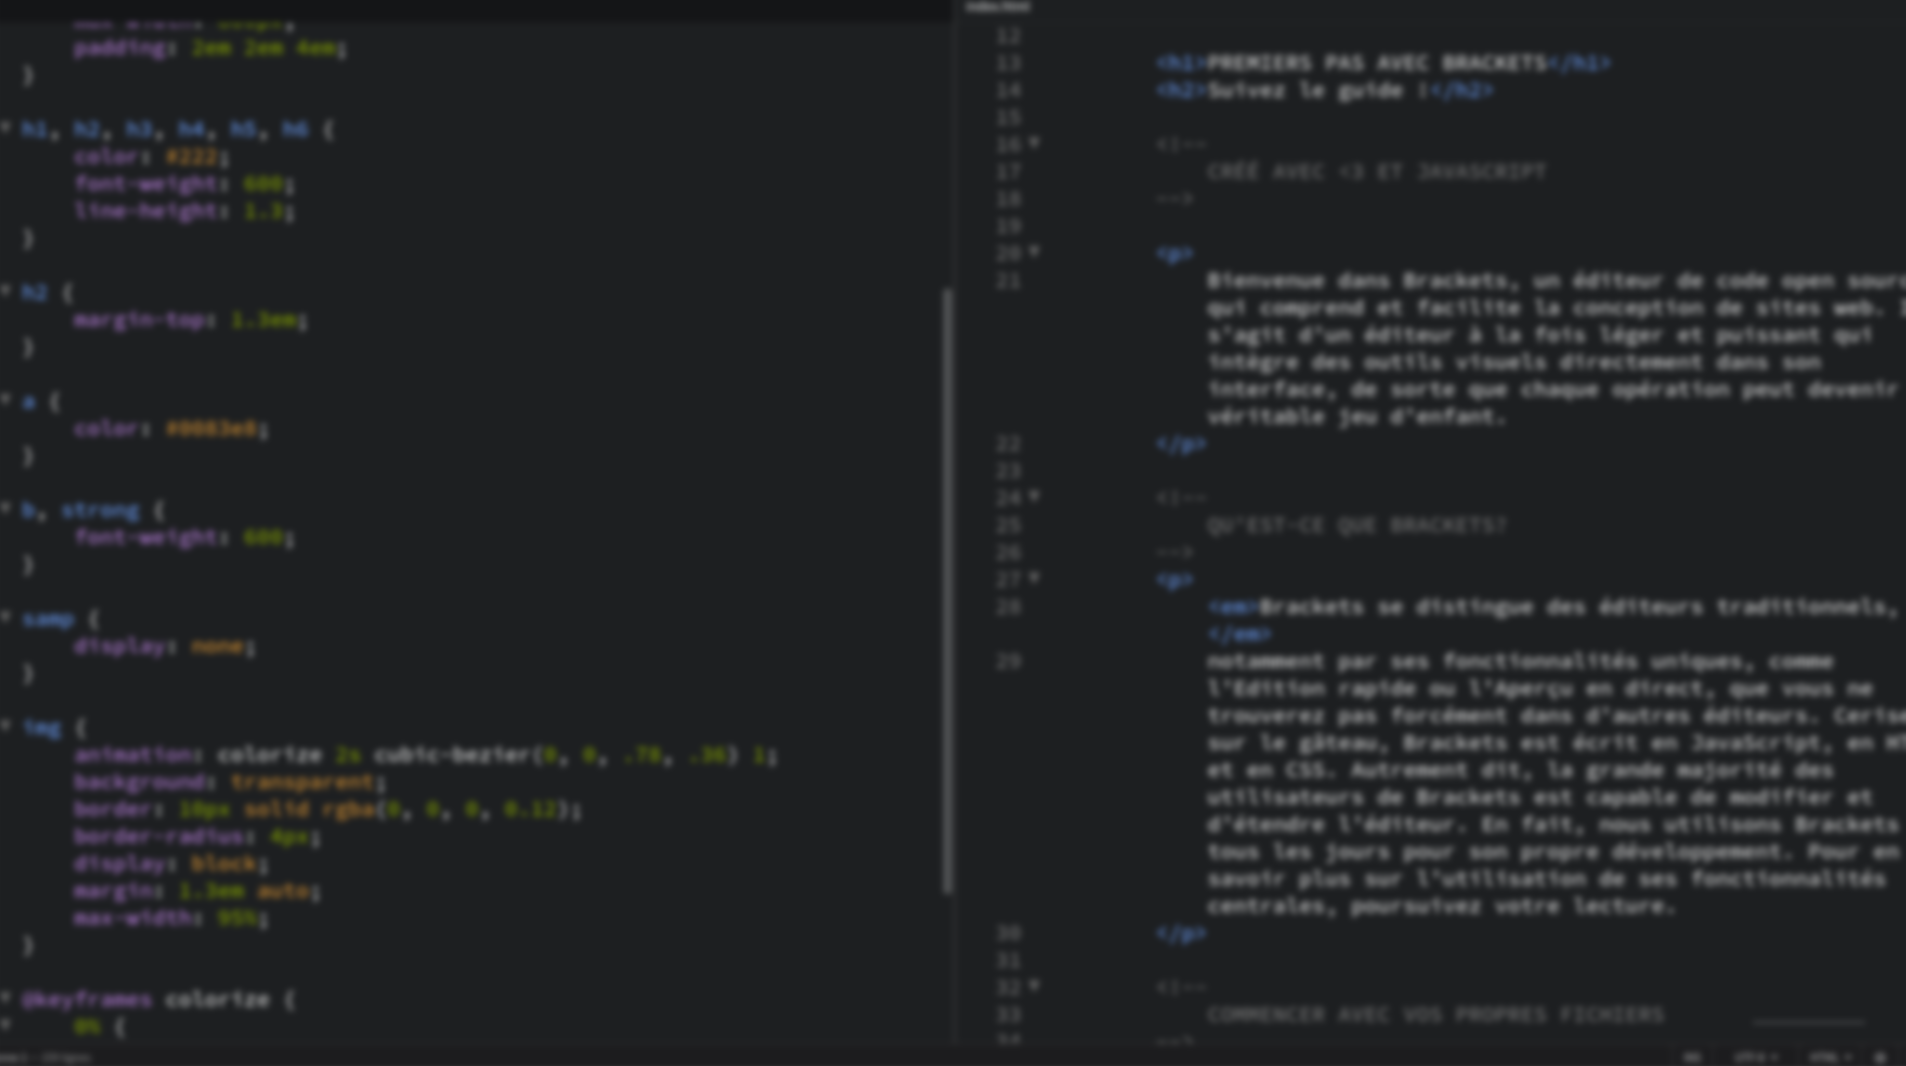 padding: 2em 2em 4em;
}
h1, h2, h3, h4, h5, h6 {
color: #222;
font-weight: 600;
line-height: 1.3;
}
h2 {
margin-top: 1.3em;
}
a {
color: #0083e8;
}
b, strong {
font-weight: 600;
}
samp {
display: none;
}
img {
animation: colorize 2s cubic-bezier(0, 0, .78, .36) 1;
background: transparent;
border: 10px solid rgba(0, 0, 0, 0.12);
border-radius: 4px;
display: block;
margin: 1.3em auto;
max-width: 95%;
}
@keyframes colorize {
0% {
index.html
12
13 <h1>PREMIERS PAS AVEC BRACKETS</h1>
14 <h2>Suivez le guide !</h2>
15
16 <!--
17 CRÉÉ AVEC <3 ET JAVASCRIPT
18 -->
19
20 <p>
21 Bienvenue dans Brackets, un éditeur de code open
qui comprend et facilite la conception de sites web.
s'agit d'un éditeur à la fois léger et puissant qui
intègre des outils visuels directement dans son
interface, de sorte que chaque opération peut devenir
véritable jeu d'enfant.
22 </p>
23
24 <!--
25 QU'EST-CE QUE BRACKETS?
26 -->
27 <p>
28 <em>Brackets se distingue des éditeurs traditionnels,
</em>
29 notamment par ses fonctionnalités uniques, comme
l'Edition rapide ou l'Aperçu en direct, que vous ne
trouverez pas forcément dans d'autres éditeurs. Cerise
sur le gâteau, Brackets est écrit en JavaScript, en
et en CSS. Autrement dit, la grande majorité des
utilisateurs de Brackets est capable de modifier et
d'étendre l'éditeur. En fait, nous utilisons Brackets
tous les jours pour son propre développement. Pour en
savoir plus sur l'utilisation de ses fonctionnalités
centrales, poursuivez votre lecture.
30 </p>
31
32 <!--
33 COMMENCER AVEC VOS PROPRES FICHIERS
34 -->